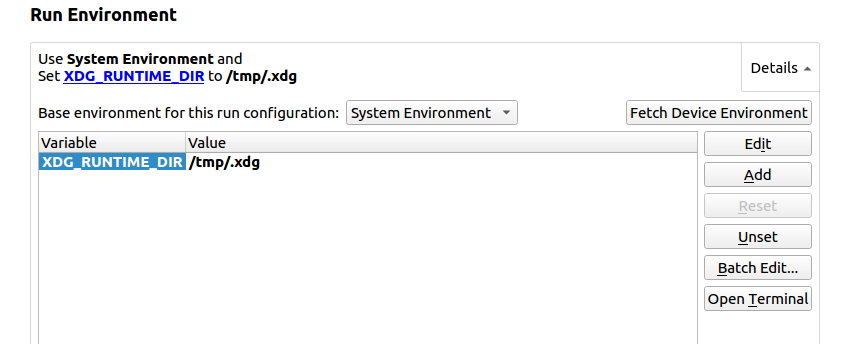 Run Environment
Use System Environment and
Set XDG_RUNTIME_DIR to /tmp/.xdg
Details
Base environment for this run configuration: System Environment Fetch Device Environment
Variable Value
XDG_RUNTIME_DIR /tmp/.xdg
Edit
Add
Reset
Unset
Batch Edit...
Open Terminal